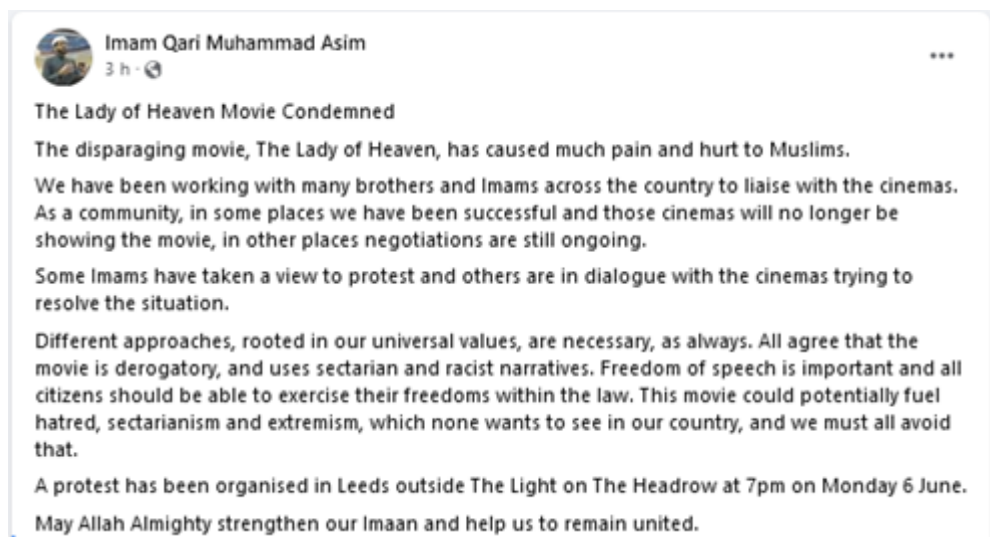 Imam Qari Muhammad Asim
3 h ·
The Lady of Heaven Movie Condemned
The disparaging movie, The Lady of Heaven, has caused much pain and hurt to Muslims.
We have been working with many brothers and Imams across the country to liaise with the cinemas.
As a community, in some places we have been successful and those cinemas will no longer be
showing the movie, in other places negotiations are still ongoing.
Some Imams have taken a view to protest and others are in dialogue with the cinemas trying to
resolve the situation.
Different approaches, rooted in our universal values, are necessary, as always. All agree that the
movie is derogatory, and uses sectarian and racist narratives. Freedom of speech is important and all
citizens should be able to exercise their freedoms within the law. This movie could potentially fuel
hatred, sectarianism and extremism, which none wants to see in our country, and we must all avoid
that.
A protest has been organised in Leeds outside The Light on The Headrow at 7pm on Monday 6 June.
May Allah Almighty strengthen our Imaan and help us to remain united.